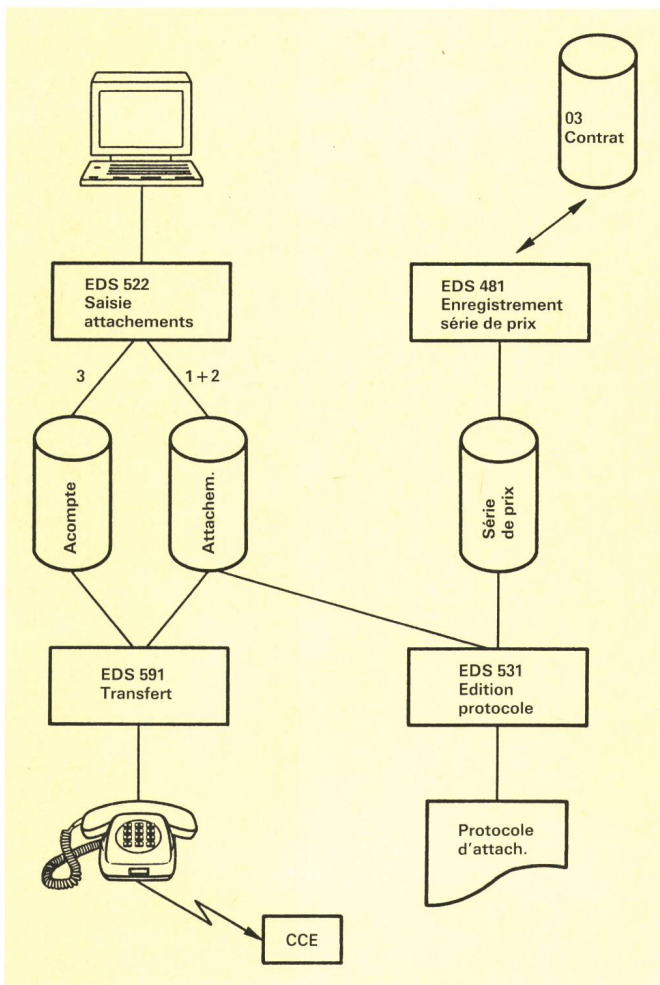 03
Contrat
EDS 522
Saisie
attachements
EDS 481
Enregistrement
série de prix
3
1+2
Acompte
Attachem.
Série
de prix
EDS 591
Transfert
EDS 531
Edition
protocole
Protocole
d'attach.
CCE